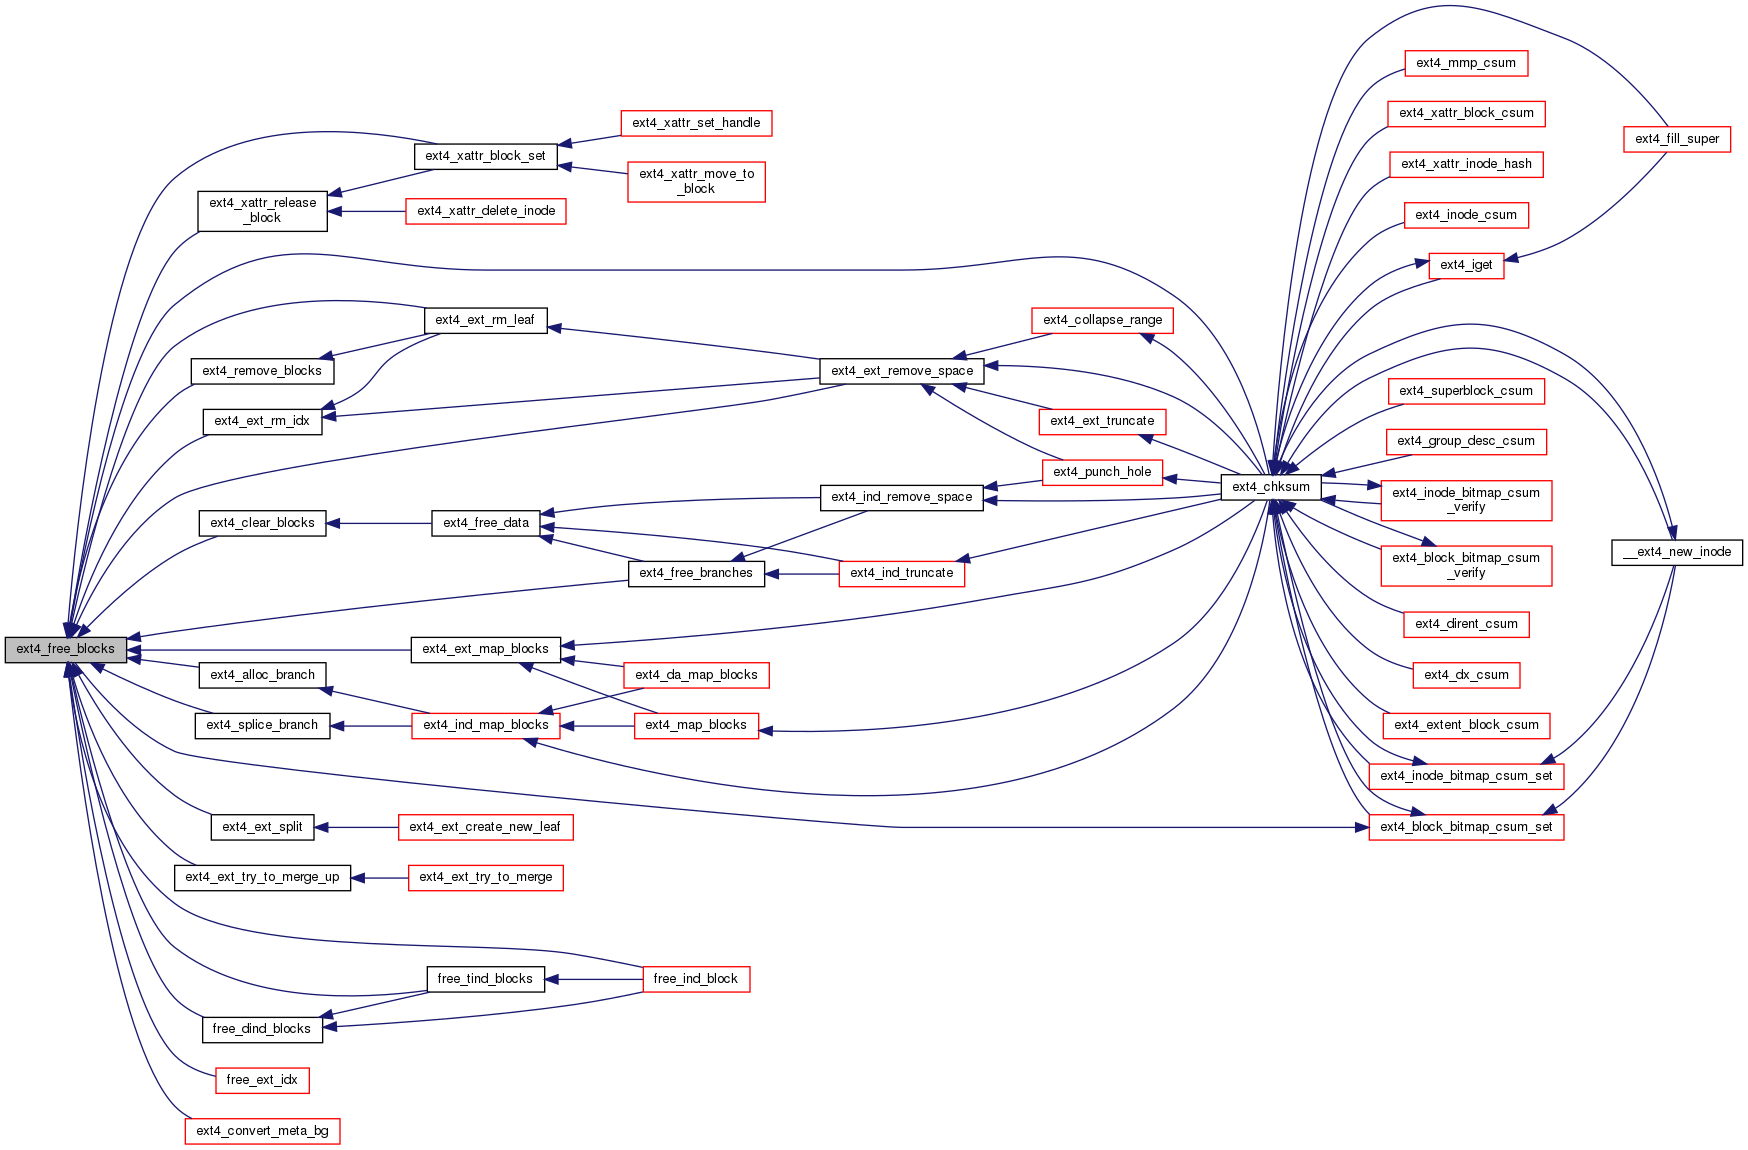 ext4_free_blocks
ext4_xattr_block_set
ext4_xattr_set_handle
ext4_xattr_move_to
_block
ext4_xattr_release
_block
ext4_xattr_delete_inode
ext4_ext_rm_leaf
ext4_remove_blocks
ext4_ext_rm_idx
ext4_clear_blocks
ext4_free_data
ext4_free_branches
ext4_ext_map_blocks
ext4_alloc_branch
ext4_da_map_blocks
ext4_splice_branch
ext4_ind_map_blocks
ext4_map_blocks
ext4_ext_split
ext4_ext_create_new_leaf
ext4_ext_try_to_merge_up
ext4_ext_try_to_merge
free_tind_blocks
free_ind_block
free_dind_blocks
free_ext_idx
ext4_convert_meta_bg
ext4_ext_remove_space
ext4_collapse_range
ext4_ext_truncate
ext4_punch_hole
ext4_ind_remove_space
ext4_ind_truncate
ext4_chksum
ext4_mmp_csum
ext4_xattr_block_csum
ext4_xattr_inode_hash
ext4_inode_csum
ext4_iget
ext4_fill_super
ext4_superblock_csum
ext4_group_desc_csum
ext4_inode_bitmap_csum
_verify
ext4_block_bitmap_csum
_verify
__ext4_new_inode
ext4_dirent_csum
ext4_dx_csum
ext4_extent_block_csum
ext4_inode_bitmap_csum_set
ext4_block_bitmap_csum_set